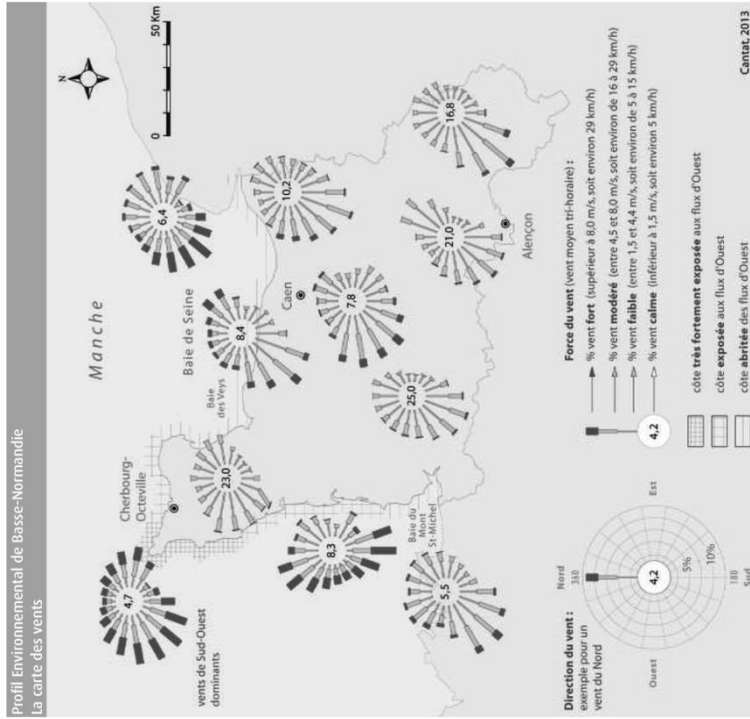 Profil Environnemental de Basse-Normandie
La carte des vents
N
0
50 Km
Manche
Cherbourg-
Octeville
Baie
des Veys
Baie de Seine
Caen
Alençon
Baie du
Mont
St-Michel
vents de Sud-Ouest
dominants
4,7
23,0
8,3
5,5
25,0
8,4
7,8
6,4
10,2
21,0
16,8
Direction du vent :
exemple pour un
vent du Nord
Nord
360
Ouest
Est
4,2
5%
10%
180
Sud
Force du vent (vent moyen tri-horaire) :
% vent fort (supérieur à 8,0 m/s, soit environ 29 km/h)
% vent modéré (entre 4,5 et 8,0 m/s, soit environ de 16 à 29 km/h)
% vent faible (entre 1,5 et 4,4 m/s, soit environ de 5 à 15 km/h)
% vent calme (inférieur à 1,5 m/s, soit environ 5 km/h)
4,2
côte très fortement exposée aux flux d'Ouest
côte exposée aux flux d'Ouest
côte abritée des flux d'Ouest
Cantat, 2013